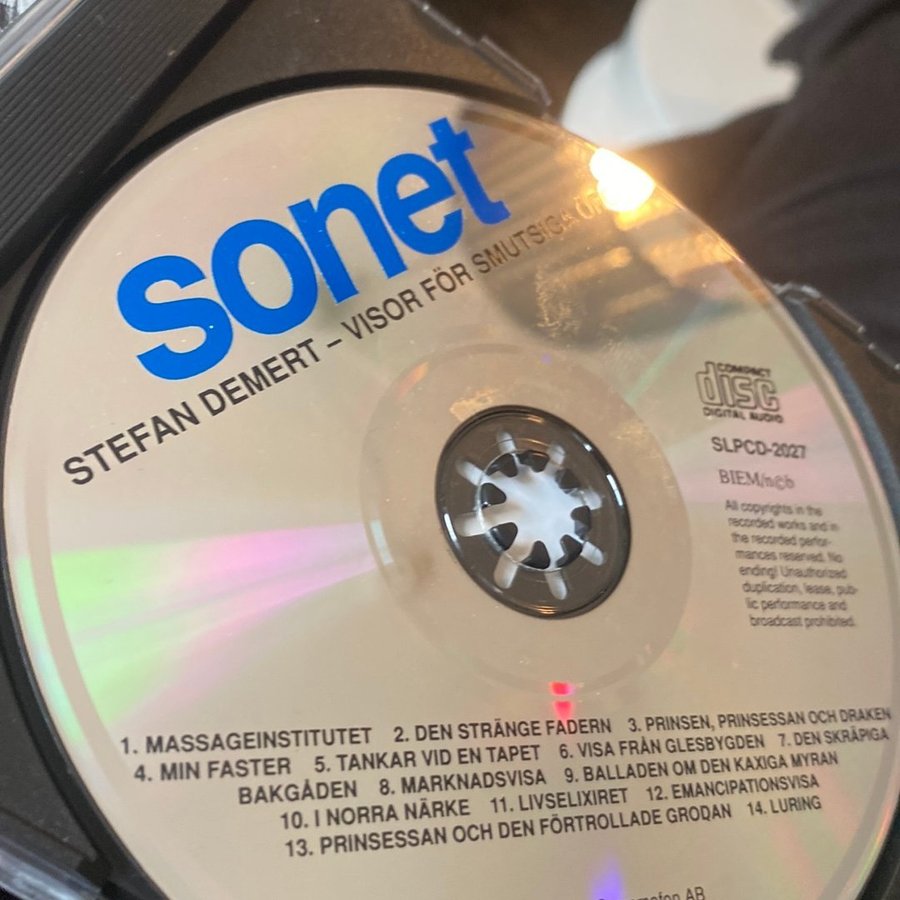 sonet
STEFAN DEMERT – VISOR FÖR SMUTSIGA
COMPACT
disc
DIGITAL AUDIO
SLPCD-2027
BIEM/n©b
All copyrights in the
recorded works and in
the recorded perfor-
mances reserved. No
ending! Unauthorized
duplication, lease, pub-
lic performance and
broadcast prohibited.
1. MASSAGEINSTITUTET 2. DEN STRÄNGE FADERN 3. PRINSEN, PRINSESSAN OCH DRAKEN
4. MIN FASTER 5. TANKAR VID EN TAPET 6. VISA FRÅN GLESBYGDEN 7. DEN SKRÄPIGA
BAKGÅDEN 8. MARKNADSVISA 9. BALLADEN OM DEN KAXIGA MYRAN
10. I NORRA NÄRKE 11. LIVSELIXIRET 12. EMANCIPATIONSVISA
13. PRINSESSAN OCH DEN FÖRTROLLADE GRODAN 14. LURING
AB